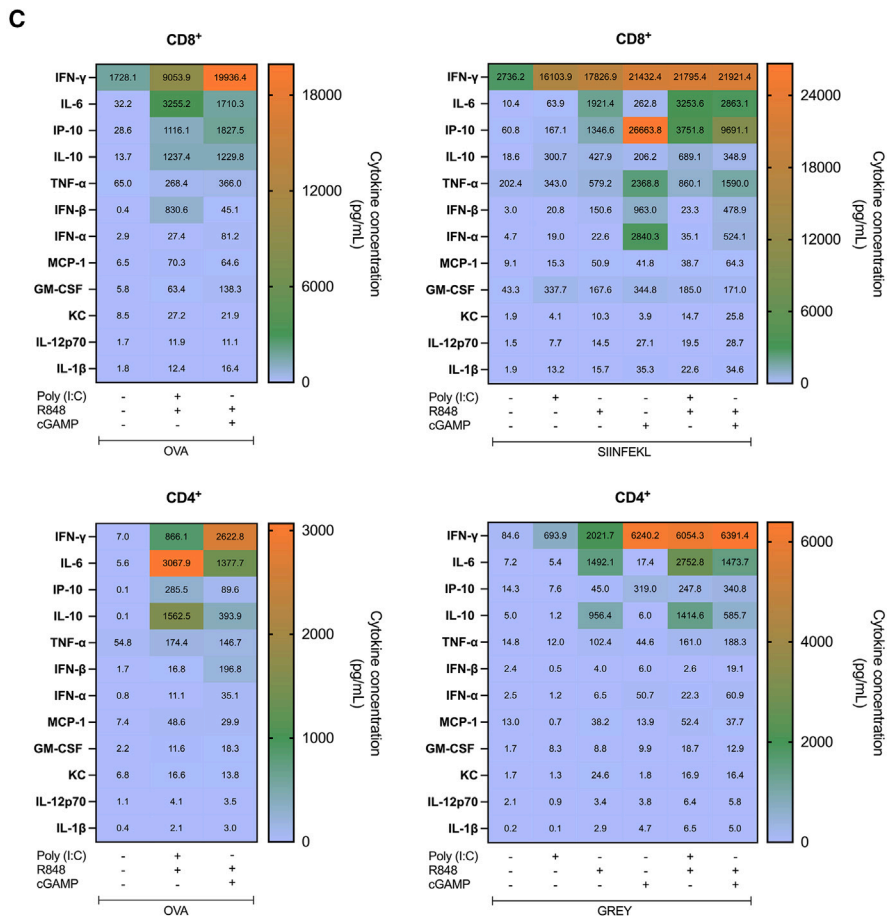 C
CD8+
IFN-γ 1728.1 9053.9 19936.4
IL-6 32.2 3255.2 1710.3
IP-10 28.6 1116.1 1827.5
IL-10 13.7 1237.4 1229.8
TNF-α 65.0 268.4 366.0
IFN-β 0.4 830.6 45.1
IFN-α 2.9 27.4 81.2
MCP-1 6.5 70.3 64.6
GM-CSF 5.8 63.4 138.3
KC 8.5 27.2 21.9
IL-12p70 1.7 11.9 11.1
IL-1β 1.8 12.4 16.4
Poly (I:C) - + -
R848 - + +
cGAMP - - +
OVA
18000
12000
6000
0
Cytokine concentration
(pg/mL)
CD8+
IFN-γ 2736.2 16103.9 17826.9 21432.4 21795.4 21921.4
IL-6 10.4 63.9 1921.4 262.8 3253.6 2863.1
IP-10 60.8 167.1 1346.6 26663.8 3751.8 9691.1
IL-10 18.6 300.7 427.9 206.2 689.1 348.9
TNF-α 202.4 343.0 579.2 2368.8 860.1 1590.0
IFN-β 3.0 20.8 150.6 963.0 23.3 478.9
IFN-α 4.7 19.0 22.6 2840.3 35.1 524.1
MCP-1 9.1 15.3 50.9 41.8 38.7 64.3
GM-CSF 43.3 337.7 167.6 344.8 185.0 171.0
KC 1.9 4.1 10.3 3.9 14.7 25.8
IL-12p70 1.5 7.7 14.5 27.1 19.5 28.7
IL-1β 1.9 13.2 15.7 35.3 22.6 34.6
Poly (I:C) - + - - + -
R848 - - + - + +
cGAMP - - - + - +
SIINFEKL
24000
18000
12000
6000
0
Cytokine concentration
(pg/mL)
CD4+
IFN-γ 7.0 866.1 2622.8
IL-6 5.6 3067.9 1377.7
IP-10 0.1 285.5 89.6
IL-10 0.1 1562.5 393.9
TNF-α 54.8 174.4 146.7
IFN-β 1.7 16.8 196.8
IFN-α 0.8 11.1 35.1
MCP-1 7.4 48.6 29.9
GM-CSF 2.2 11.6 18.3
KC 6.8 16.6 13.8
IL-12p70 1.1 4.1 3.5
IL-1β 0.4 2.1 3.0
Poly (I:C) - + -
R848 - + +
cGAMP - - +
OVA
3000
2000
1000
0
Cytokine concentration
(pg/mL)
CD4+
IFN-γ 84.6 693.9 2021.7 6240.2 6054.3 6391.4
IL-6 7.2 5.4 1492.1 17.4 2752.8 1473.7
IP-10 14.3 7.6 45.0 319.0 247.8 340.8
IL-10 5.0 1.2 956.4 6.0 1414.6 585.7
TNF-α 14.8 12.0 102.4 44.6 161.0 188.3
IFN-β 2.4 0.5 4.0 6.0 2.6 19.1
IFN-α 2.5 1.2 6.5 50.7 22.3 60.9
MCP-1 13.0 0.7 38.2 13.9 52.4 37.7
GM-CSF 1.7 8.3 8.8 9.9 18.7 12.9
KC 1.7 1.3 24.6 1.8 16.9 16.4
IL-12p70 2.1 0.9 3.4 3.8 6.4 5.8
IL-1β 0.2 0.1 2.9 4.7 6.5 5.0
Poly (I:C) - + - - + -
R848 - - + - + +
cGAMP - - - + - +
GREY
6000
4000
2000
0
Cytokine concentration
(pg/mL)